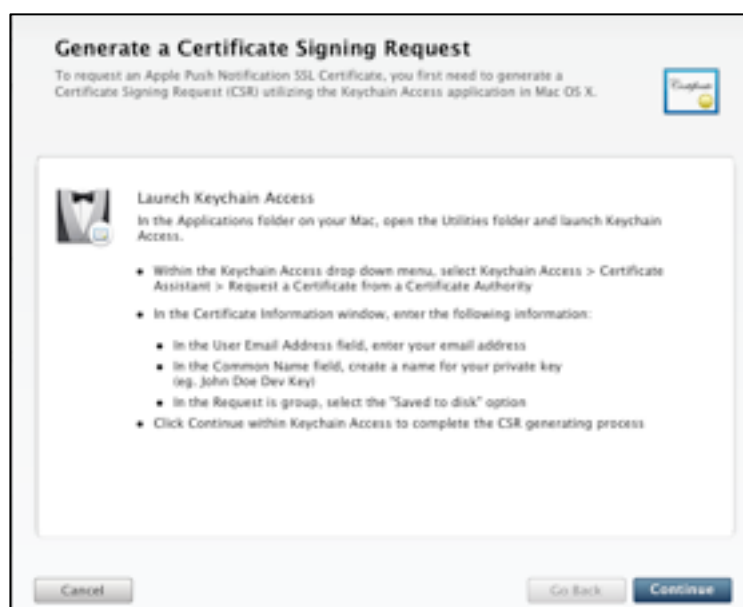 Generate a Certificate Signing Request
To request an Apple Push Notification SSL Certificate, you first need to generate a
Certificate Signing Request (CSR) utilizing the Keychain Access application in Mac OS X.
Certificate
Launch Keychain Access
In the Applications folder on your Mac, open the Utilities folder and launch Keychain
Access.
• Within the Keychain Access drop down menu, select Keychain Access > Certificate
Assistant > Request a Certificate from a Certificate Authority
• In the Certificate Information window, enter the following information:
• In the User Email Address field, enter your email address
• In the Common Name field, create a name for your private key
(eg. John Doe Dev Key)
• In the Request is group, select the "Saved to disk" option
• Click Continue within Keychain Access to complete the CSR generating process
Cancel
Go Back
Continue